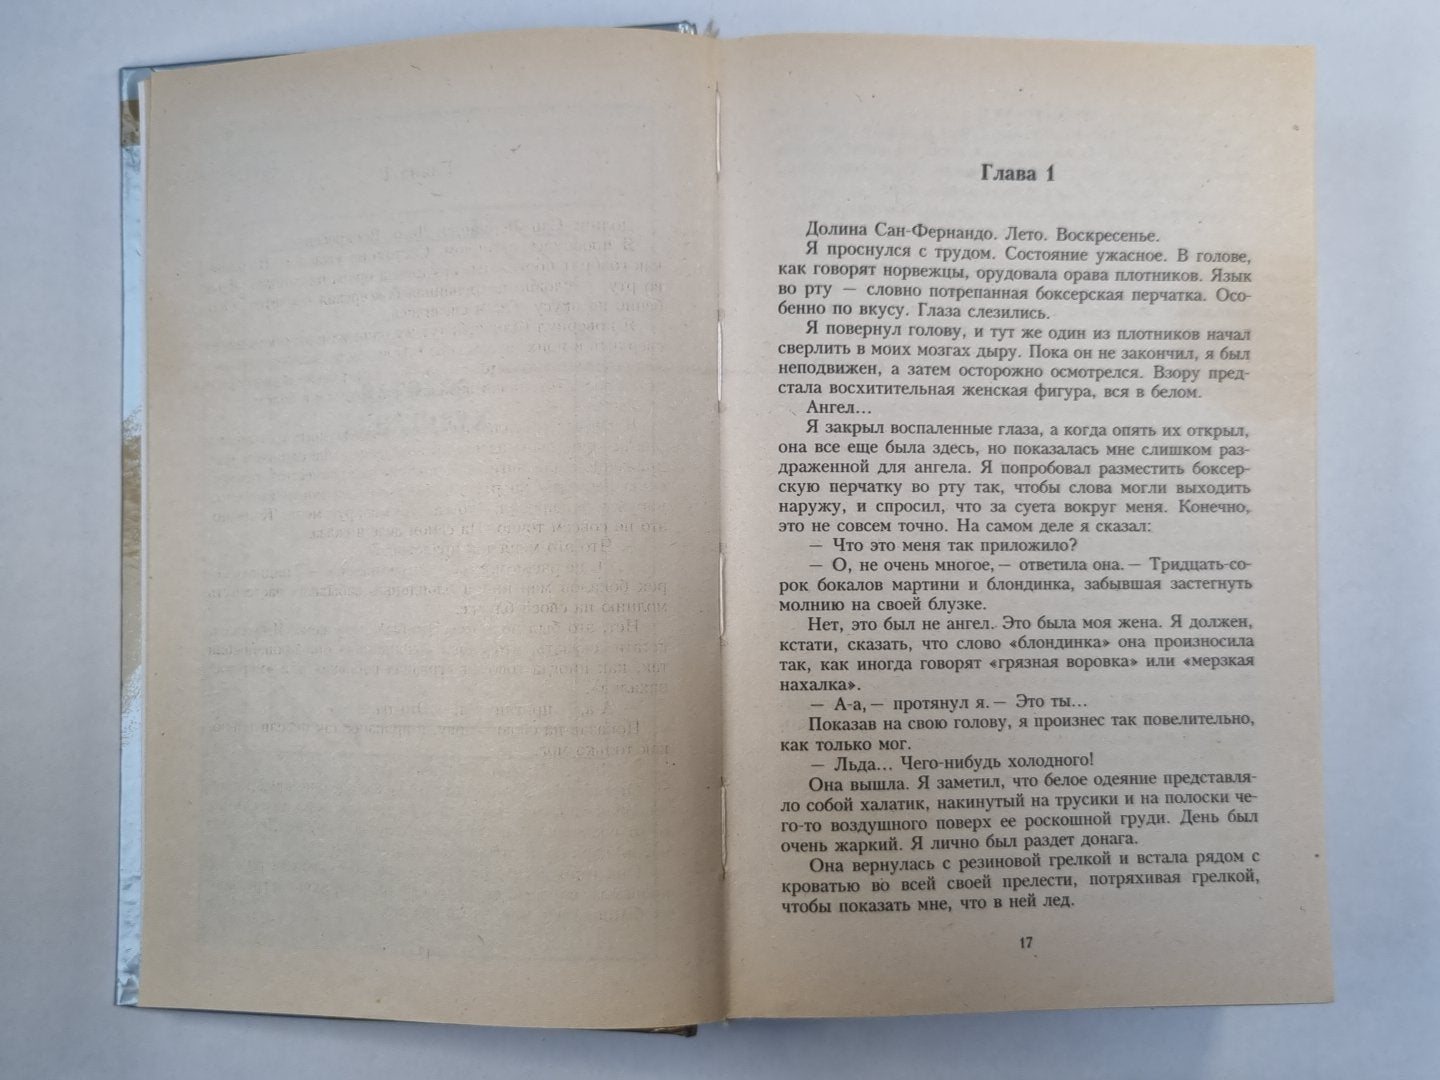 Глава 1
Долина Сан-Фернандо. Лето. Воскресенье.
Я проснулся с трудом. Состояние ужасное. В голове,
как говорят норвежцы, орудовала орава плотников. Язык
во рту — словно потрепанная боксерская перчатка. Осо-
бенно по вкусу. Глаза слезились.
Я повернул голову, и тут же один из плотников начал
сверлить в моих мозгах дыру. Пока он не закончил, я был
неподвижен, а затем осторожно осмотрелся. Взору пред-
стала восхитительная женская фигура, вся в белом.
Ангел...
Я закрыл воспаленные глаза, а когда опять их открыл,
она все еще была здесь, но показалась мне слишком раз-
драженной для ангела. Я попробовал разместить боксер-
скую перчатку во рту так, чтобы слова могли выходить
наружу, и спросил, что за суета вокруг меня. Конечно,
это не совсем точно. На самом деле я сказал:
— Что это меня так приложило?
— О, не очень многое,— ответила она.— Тридцать-со-
рок бокалов мартини и блондинка, забывшая застегнуть
молнию на своей блузке.
Нет, это был не ангел. Это была моя жена. Я должен,
кстати, сказать, что слово «блондинка» она произносила
так, как иногда говорят «грязная воровка» или «мерзкая
нахалка».
— А-а,— протянул я.— Это ты...
Показав на свою голову, я произнес так повелительно,
как только мог.
— Льда... Чего-нибудь холодного!
Она вышла. Я заметил, что белое одеяние представля-
ло собой халатик, накинутый на трусики и на полоски че-
го-то воздушного поверх ее роскошной груди. День был
очень жаркий. Я лично был раздет донага.
Она вернулась с резиновой грелкой и встала рядом с
кроватью во всей своей прелести, потряхивая грелкой,
чтобы показать мне, что в ней лед.
17